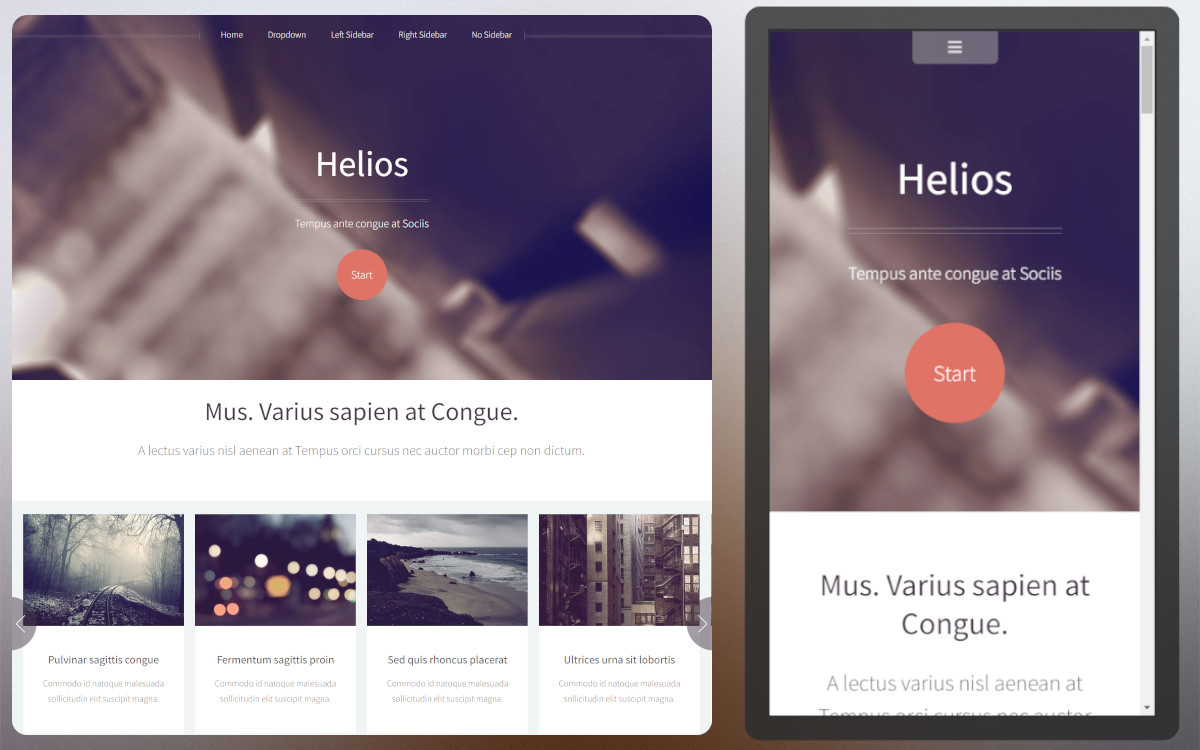 Home Dropdown Left Sidebar Right Sidebar No Sidebar
Helios
Tempus ante congue at Sociis
Start
Mus. Varius sapien at Congue.
A lectus varius nisl aenean at Tempus orci cursus nec auctor morbi cep non dictum.
Pulvinar sagittis congue
Commodo id natoque malesuada
sollicitudin elit suscipit magna.
Fermentum sagittis proin
Commodo id natoque malesuada
sollicitudin elit suscipit magna.
Sed quis rhoncus placerat
Commodo id natoque malesuada
sollicitudin elit suscipit magna.
Ultrices urna sit lobortis
Commodo id natoque malesuada
sollicitudin elit suscipit magna.
Helios
Tempus ante congue at Sociis
Start
Mus. Varius sapien at
Congue.
A lectus varius nisl aenean at
Tempus orci cursus nec auctor